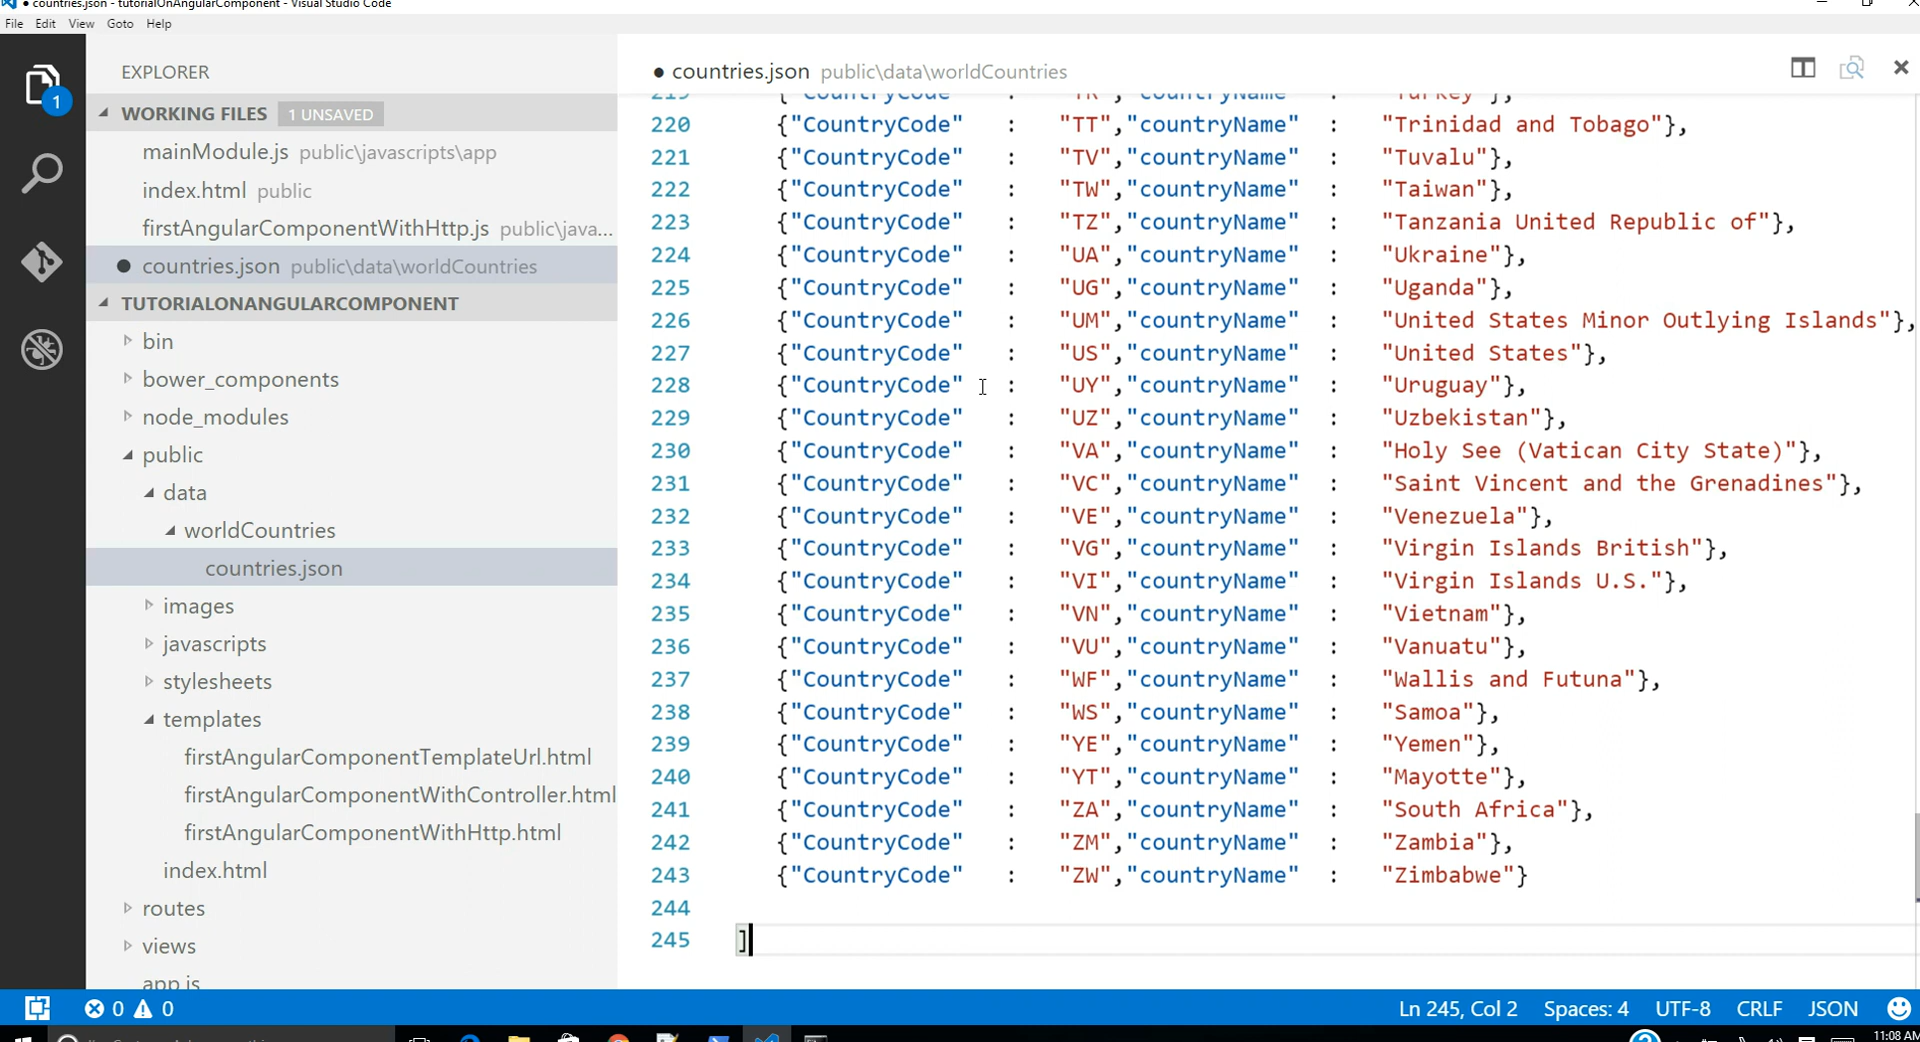 countries.json - tutorialOnAngularComponent - Visual Studio Code
File Edit View Goto Help
EXPLORER
1
WORKING FILES 1 UNSAVED
mainModule.js public\javascripts\app
index.html public
firstAngularComponentWithHttp.js public\java...
countries.json public\data\worldCountries
TUTORIALONANGULARCOMPONENT
bin
bower_components
node_modules
public
data
worldCountries
countries.json
images
javascripts
stylesheets
templates
firstAngularComponentTemplateUrl.html
firstAngularComponentWithController.html
firstAngularComponentWithHttp.html
index.html
routes
views
app.js
countries.json public\data\worldCountries
219 {"CountryCode" : "TR","countryName" : "Turkey"},
220 {"CountryCode" : "TT","countryName" : "Trinidad and Tobago"},
221 {"CountryCode" : "TV","countryName" : "Tuvalu"},
222 {"CountryCode" : "TW","countryName" : "Taiwan"},
223 {"CountryCode" : "TZ","countryName" : "Tanzania United Republic of"},
224 {"CountryCode" : "UA","countryName" : "Ukraine"},
225 {"CountryCode" : "UG","countryName" : "Uganda"},
226 {"CountryCode" : "UM","countryName" : "United States Minor Outlying Islands"},
227 {"CountryCode" : "US","countryName" : "United States"},
228 {"CountryCode" : "UY","countryName" : "Uruguay"},
229 {"CountryCode" : "UZ","countryName" : "Uzbekistan"},
230 {"CountryCode" : "VA","countryName" : "Holy See (Vatican City State)"},
231 {"CountryCode" : "VC","countryName" : "Saint Vincent and the Grenadines"},
232 {"CountryCode" : "VE","countryName" : "Venezuela"},
233 {"CountryCode" : "VG","countryName" : "Virgin Islands British"},
234 {"CountryCode" : "VI","countryName" : "Virgin Islands U.S."},
235 {"CountryCode" : "VN","countryName" : "Vietnam"},
236 {"CountryCode" : "VU","countryName" : "Vanuatu"},
237 {"CountryCode" : "WF","countryName" : "Wallis and Futuna"},
238 {"CountryCode" : "WS","countryName" : "Samoa"},
239 {"CountryCode" : "YE","countryName" : "Yemen"},
240 {"CountryCode" : "YT","countryName" : "Mayotte"},
241 {"CountryCode" : "ZA","countryName" : "South Africa"},
242 {"CountryCode" : "ZM","countryName" : "Zambia"},
243 {"CountryCode" : "ZW","countryName" : "Zimbabwe"}
244
245 ]
0 0 Ln 245, Col 2 Spaces: 4 UTF-8 CRLF JSON
11:08 AM